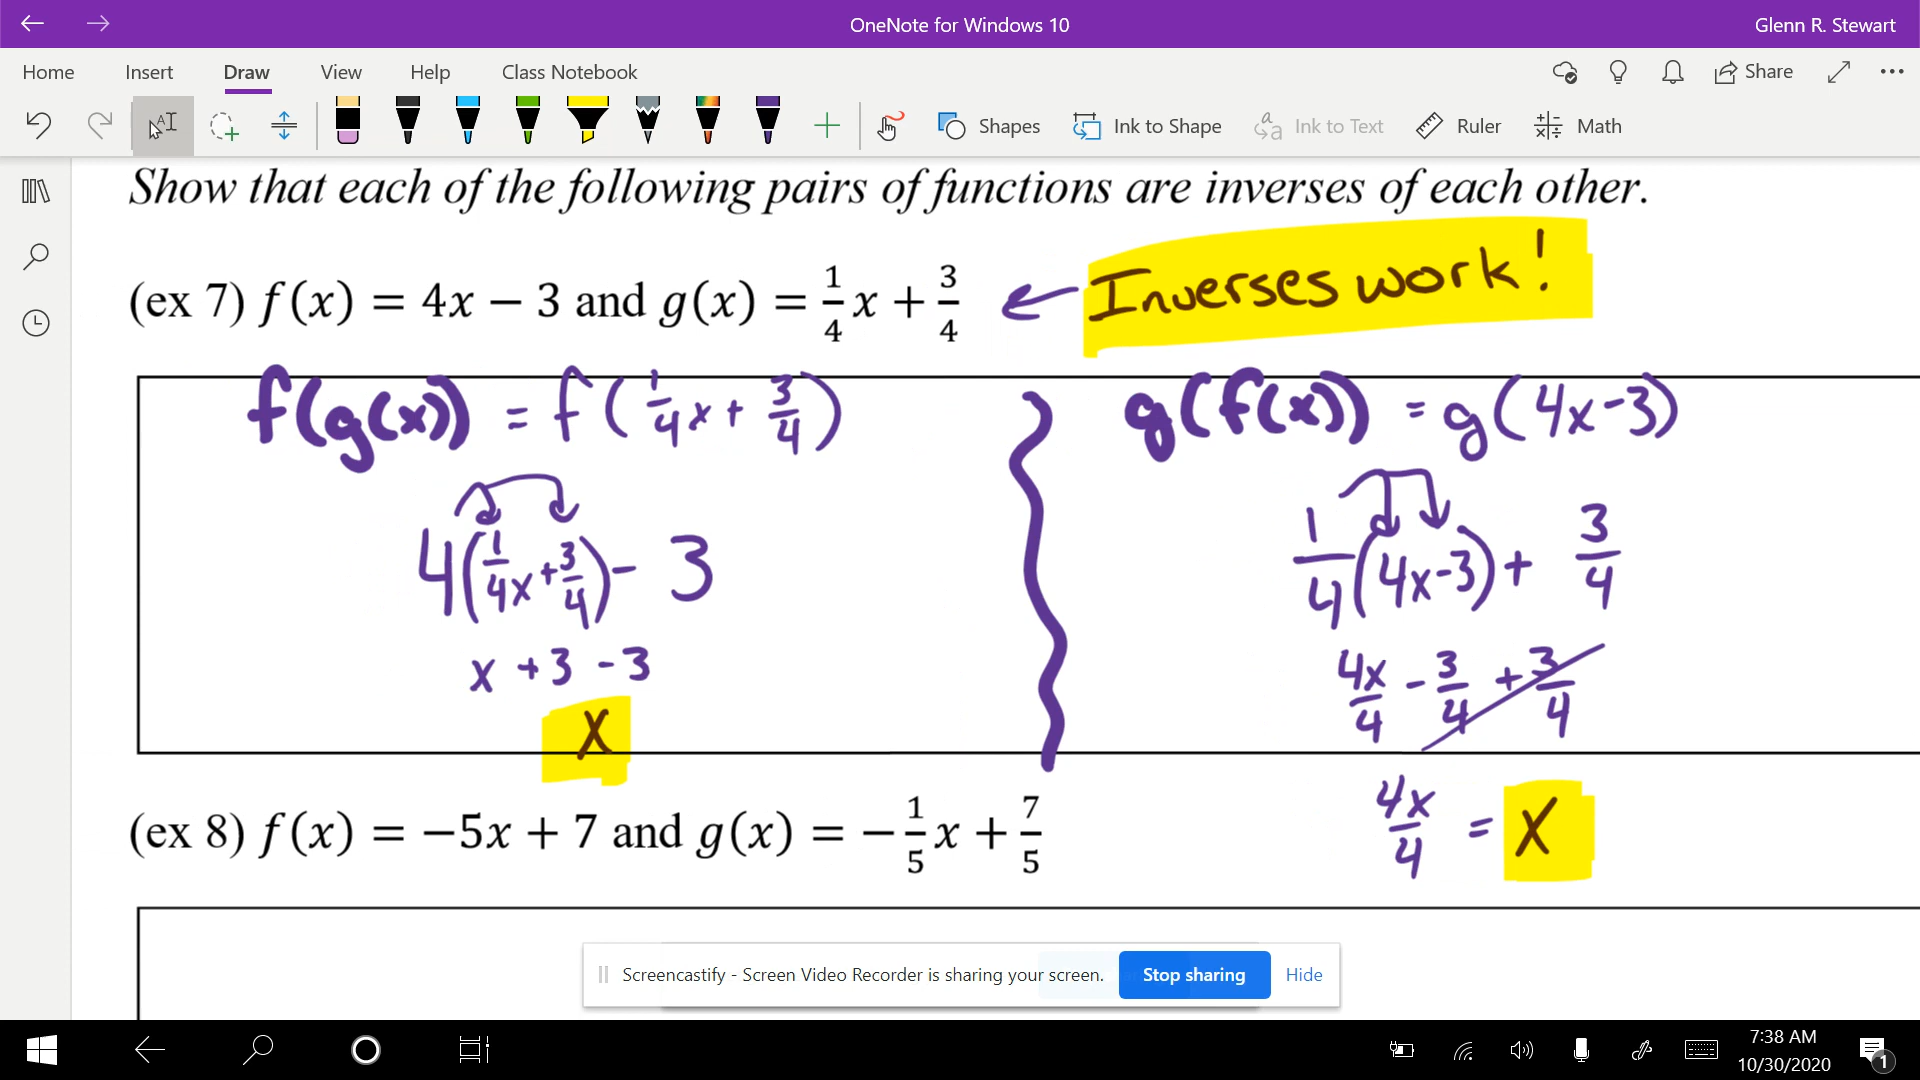 OneNote for Windows 10
Glenn R. Stewart
Home Insert Draw View Help Class Notebook Share
Shapes Ink to Shape Ink to Text Ruler Math
Show that each of the following pairs of functions are inverses of each other.
(ex 7) f(x) = 4x − 3 and g(x) = 1/4 x + 3/4 ← Inverses work!
f(g(x)) = f(1/4 x + 3/4)
4(1/4 x + 3/4) - 3
x + 3 - 3
x
g(f(x)) = g(4x-3)
1/4(4x-3) + 3/4
4x/4 - 3/4 + 3/4
4x/4 = x
(ex 8) f(x) = −5x + 7 and g(x) = −1/5 x + 7/5
Screencastify - Screen Video Recorder is sharing your screen. Stop sharing Hide
7:38 AM
10/30/2020
1